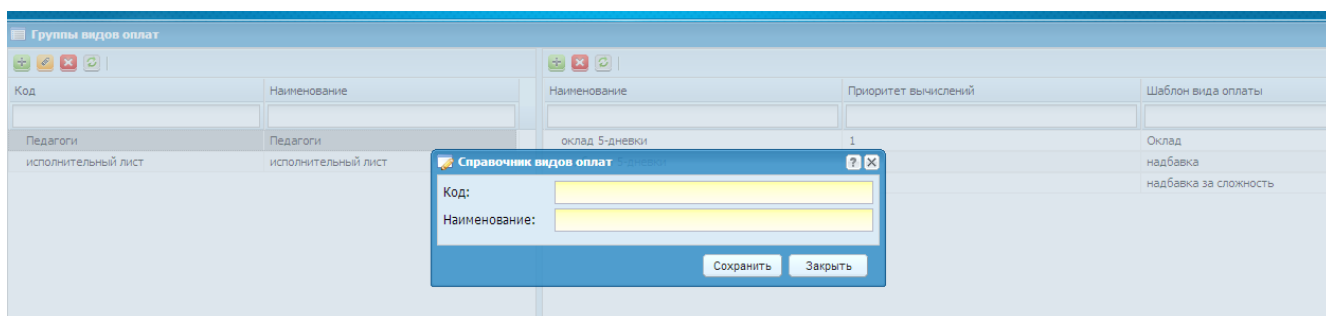 Группы видов оплат
Код Наименование Наименование Приоритет вычислений Шаблон вида оплаты
Педагоги Педагоги оклад 5-дневки 1 Оклад
исполнительный лист исполнительный лист надбавка
надбавка за сложность
Справочник видов оплат
Код:
Наименование:
Сохранить Закрыть